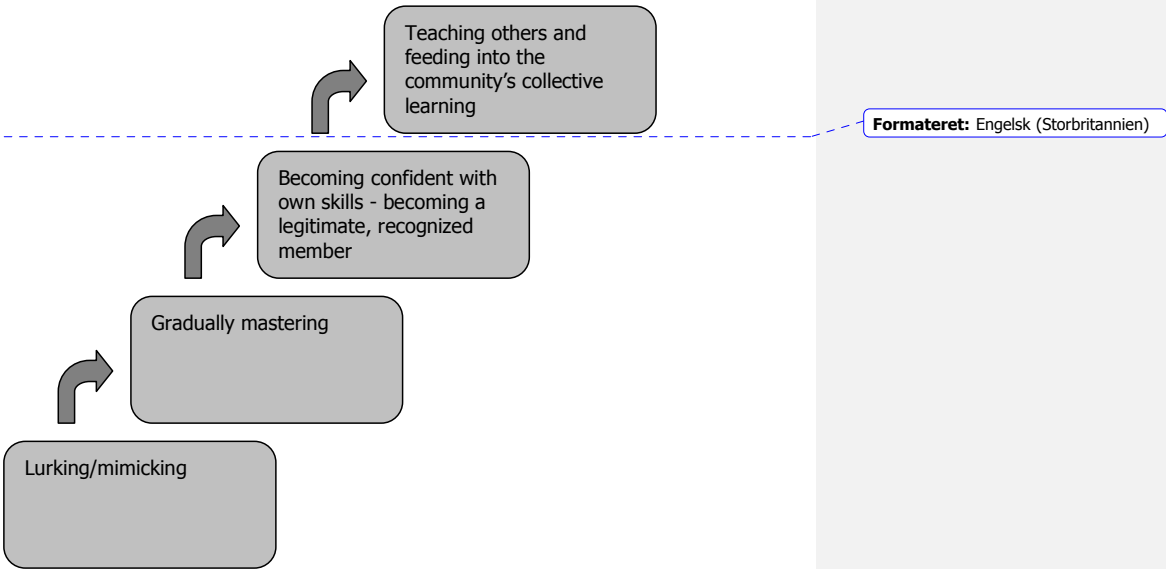 Teaching others and
feeding into the
community's collective
learning
Formateret: Engelsk (Storbritannien)
Becoming confident with
own skills - becoming a
legitimate, recognized
member
Gradually mastering
Lurking/mimicking